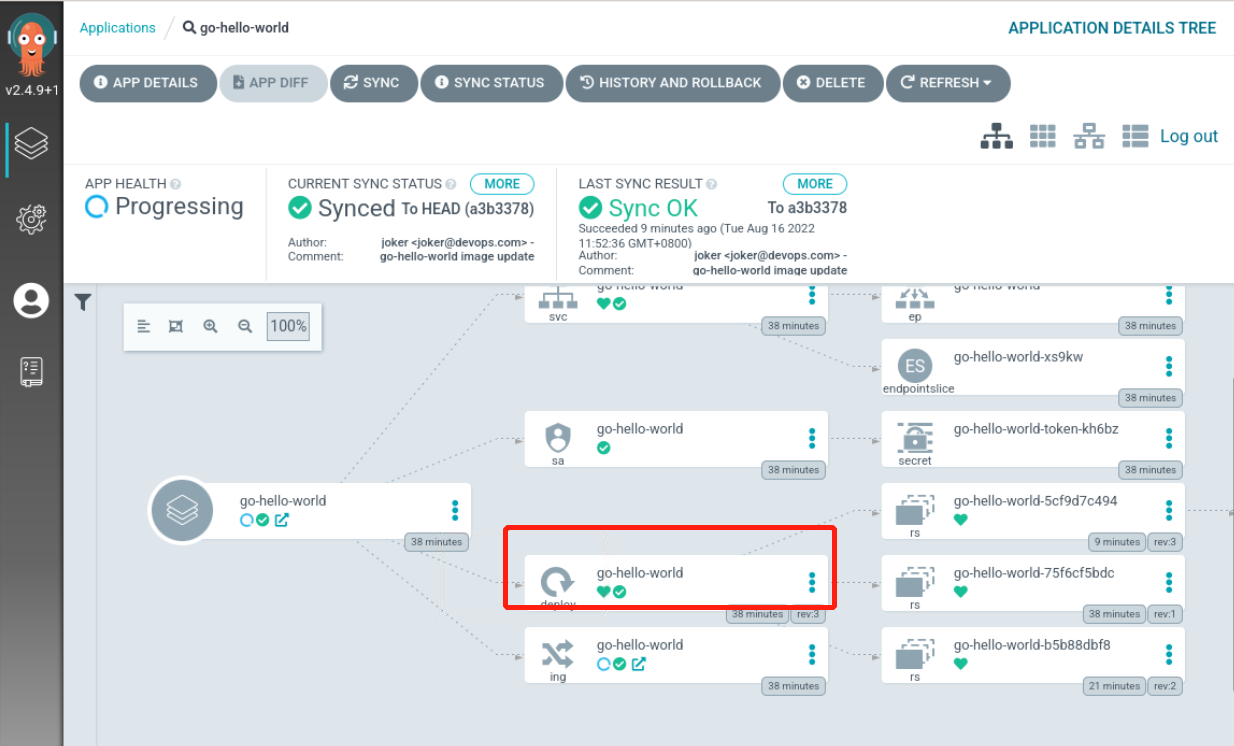 Applications / go-hello-world
APPLICATION DETAILS TREE
v2.4.9+1
APP DETAILS
APP DIFF
SYNC
SYNC STATUS
HISTORY AND ROLLBACK
DELETE
REFRESH
Log out
APP HEALTH
Progressing
CURRENT SYNC STATUS
MORE
Synced To HEAD (a3b3378)
Author: joker <joker@devops.com> -
Comment: go-hello-world image update
LAST SYNC RESULT
MORE
Sync OK To a3b3378
Succeeded 9 minutes ago (Tue Aug 16 2022
11:52:36 GMT+0800)
Author: joker <joker@devops.com> -
Comment: go-hello-world image update
100%
go-hello-world
38 minutes
go-hello-world
svc
38 minutes
go-hello-world
sa
38 minutes
go-hello-world
deploy
38 minutes rev:3
go-hello-world
ing
38 minutes
go-hello-world
ep
38 minutes
ES
go-hello-world-xs9kw
endpointslice
38 minutes
go-hello-world-token-kh6bz
secret
38 minutes
go-hello-world-5cf9d7c494
rs
9 minutes rev:3
go-hello-world-75f6cf5bdc
rs
38 minutes rev:1
go-hello-world-b5b88dbf8
rs
21 minutes rev:2